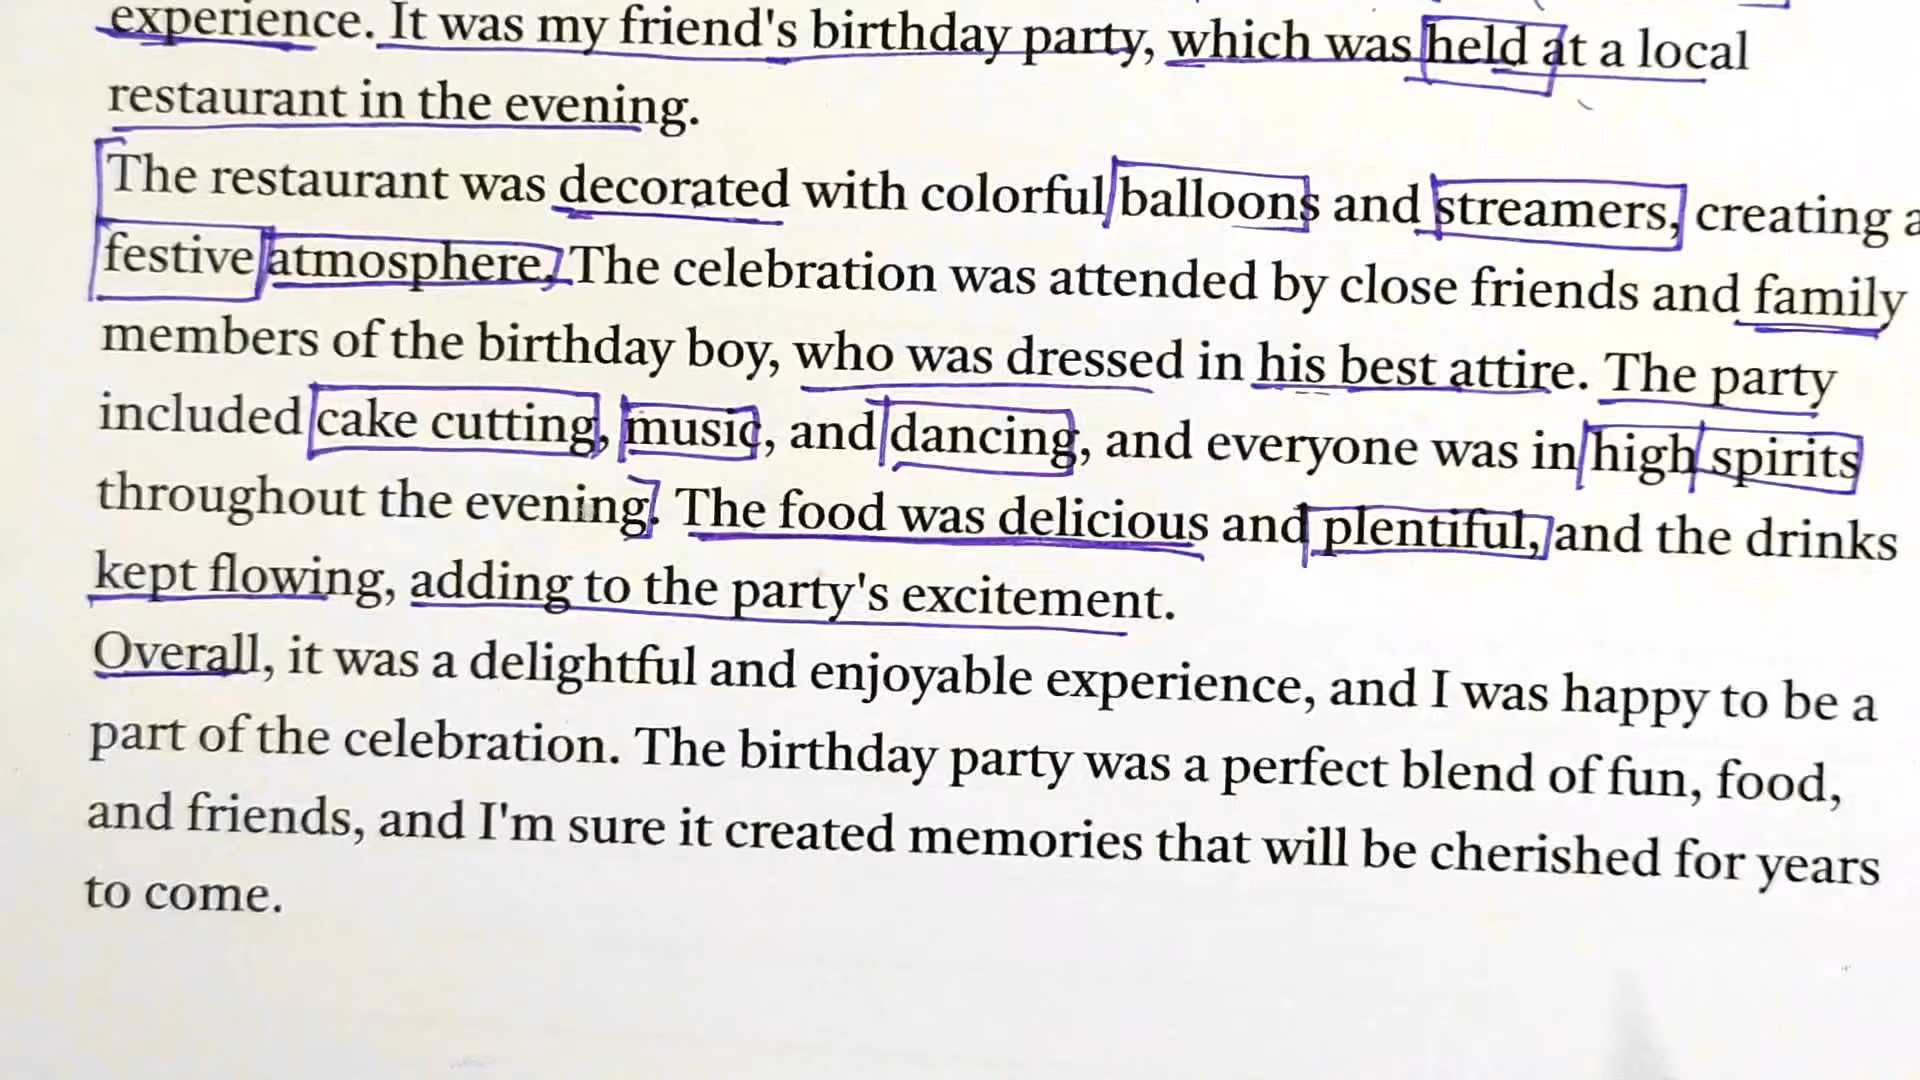 experience. It was my friend's birthday party, which was held at a local
restaurant in the evening.
The restaurant was decorated with colorful balloons and streamers, creating a
festive atmosphere. The celebration was attended by close friends and family
members of the birthday boy, who was dressed in his best attire. The party
included cake cutting, music, and dancing, and everyone was in high spirits
throughout the evening. The food was delicious and plentiful, and the drinks
kept flowing, adding to the party's excitement.
Overall, it was a delightful and enjoyable experience, and I was happy to be a
part of the celebration. The birthday party was a perfect blend of fun, food,
and friends, and I'm sure it created memories that will be cherished for years
to come.